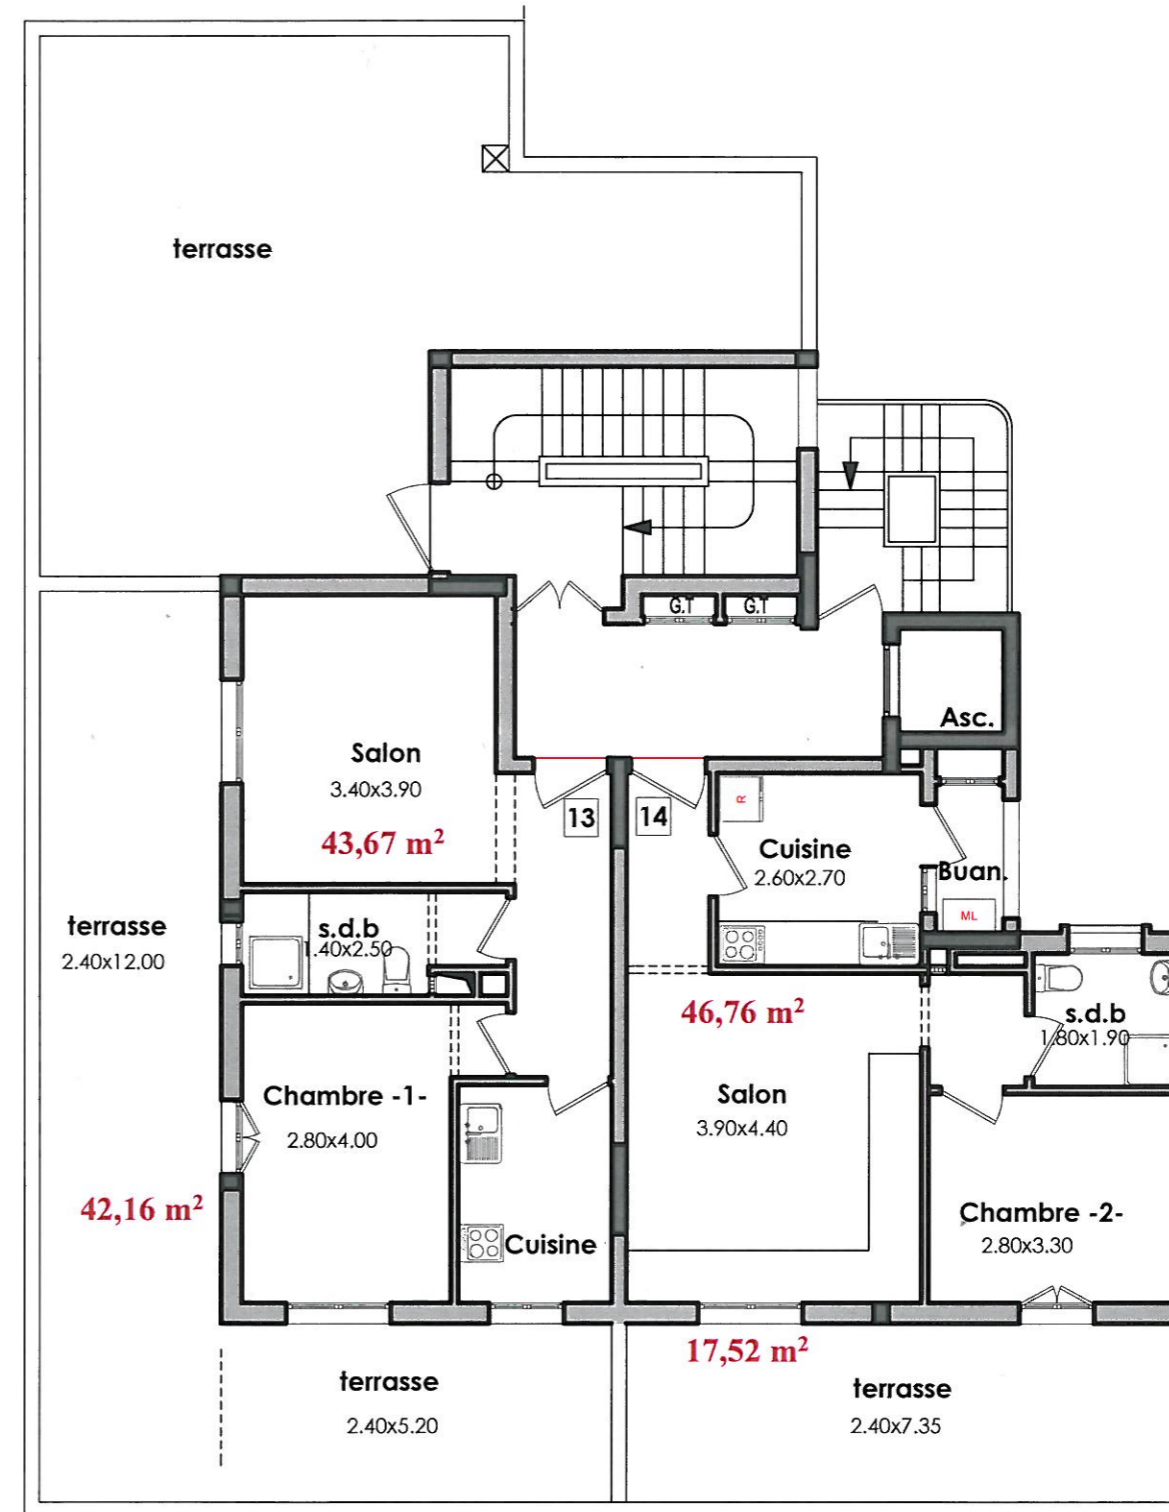 terrasse
G.T
G.T
Asc.
Salon
3.40x3.90
43,67 m²
13
14
R
Cuisine
2.60x2.70
Buan.
ML
terrasse
2.40x12.00
s.d.b
1.40x2.50
46,76 m²
s.d.b
1.80x1.90
Chambre -1-
2.80x4.00
Salon
3.90x4.40
42,16 m²
Cuisine
Chambre -2-
2.80x3.30
17,52 m²
terrasse
2.40x5.20
terrasse
2.40x7.35